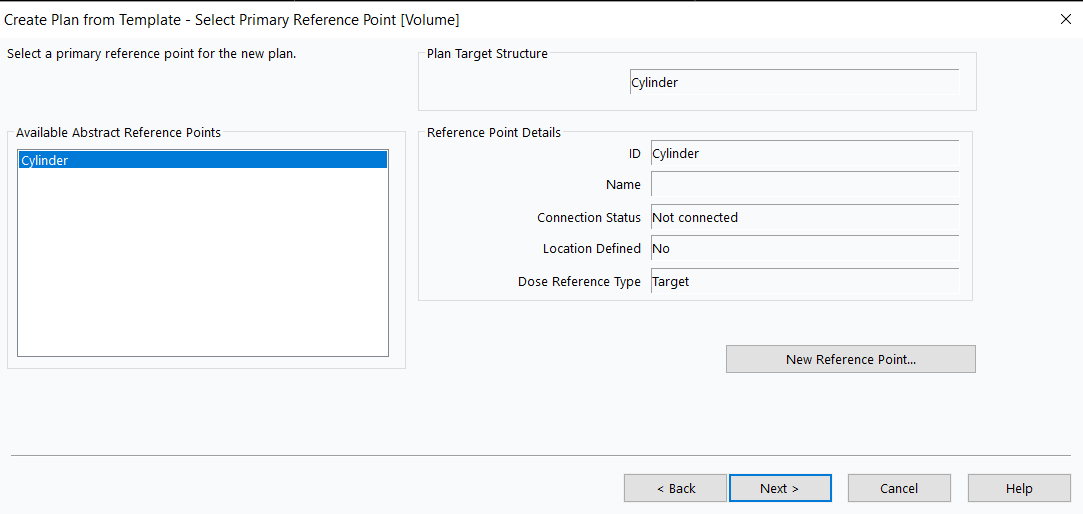 Create Plan from Template - Select Primary Reference Point [Volume]
Select a primary reference point for the new plan.
Plan Target Structure
Cylinder
Available Abstract Reference Points
Cylinder
Reference Point Details
ID Cylinder
Name
Connection Status Not connected
Location Defined No
Dose Reference Type Target
New Reference Point...
< Back Next > Cancel Help